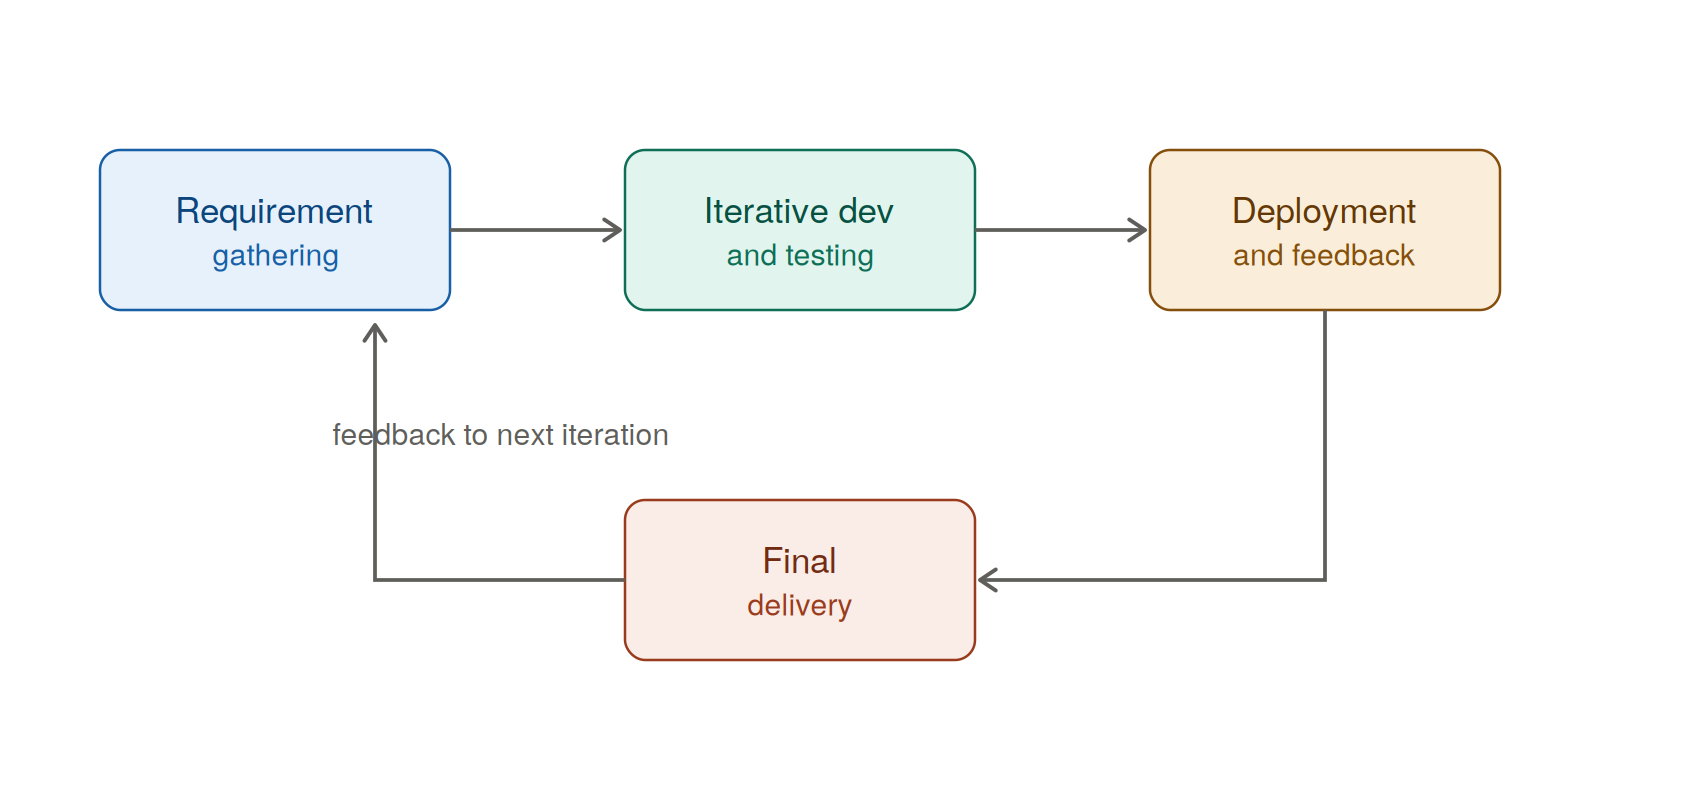 Requirement
gathering
Iterative dev
and testing
Deployment
and feedback
feedback to next iteration
Final
delivery